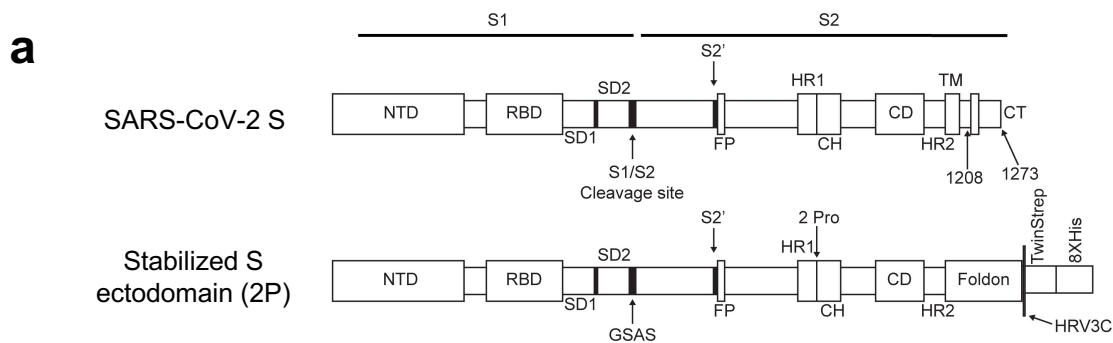 a
S1
S2
SARS-CoV-2 S
S2’
HR1
TM
SD2
NTD
RBD
CD
CT
SD1
FP
CH
HR2
S1/S2
Cleavage site
1208
1273
Stabilized S
ectodomain (2P)
S2’
2 Pro
HR1
SD2
TwinStrep
8XHis
NTD
RBD
CD
Foldon
SD1
FP
CH
HR2
GSAS
HRV3C